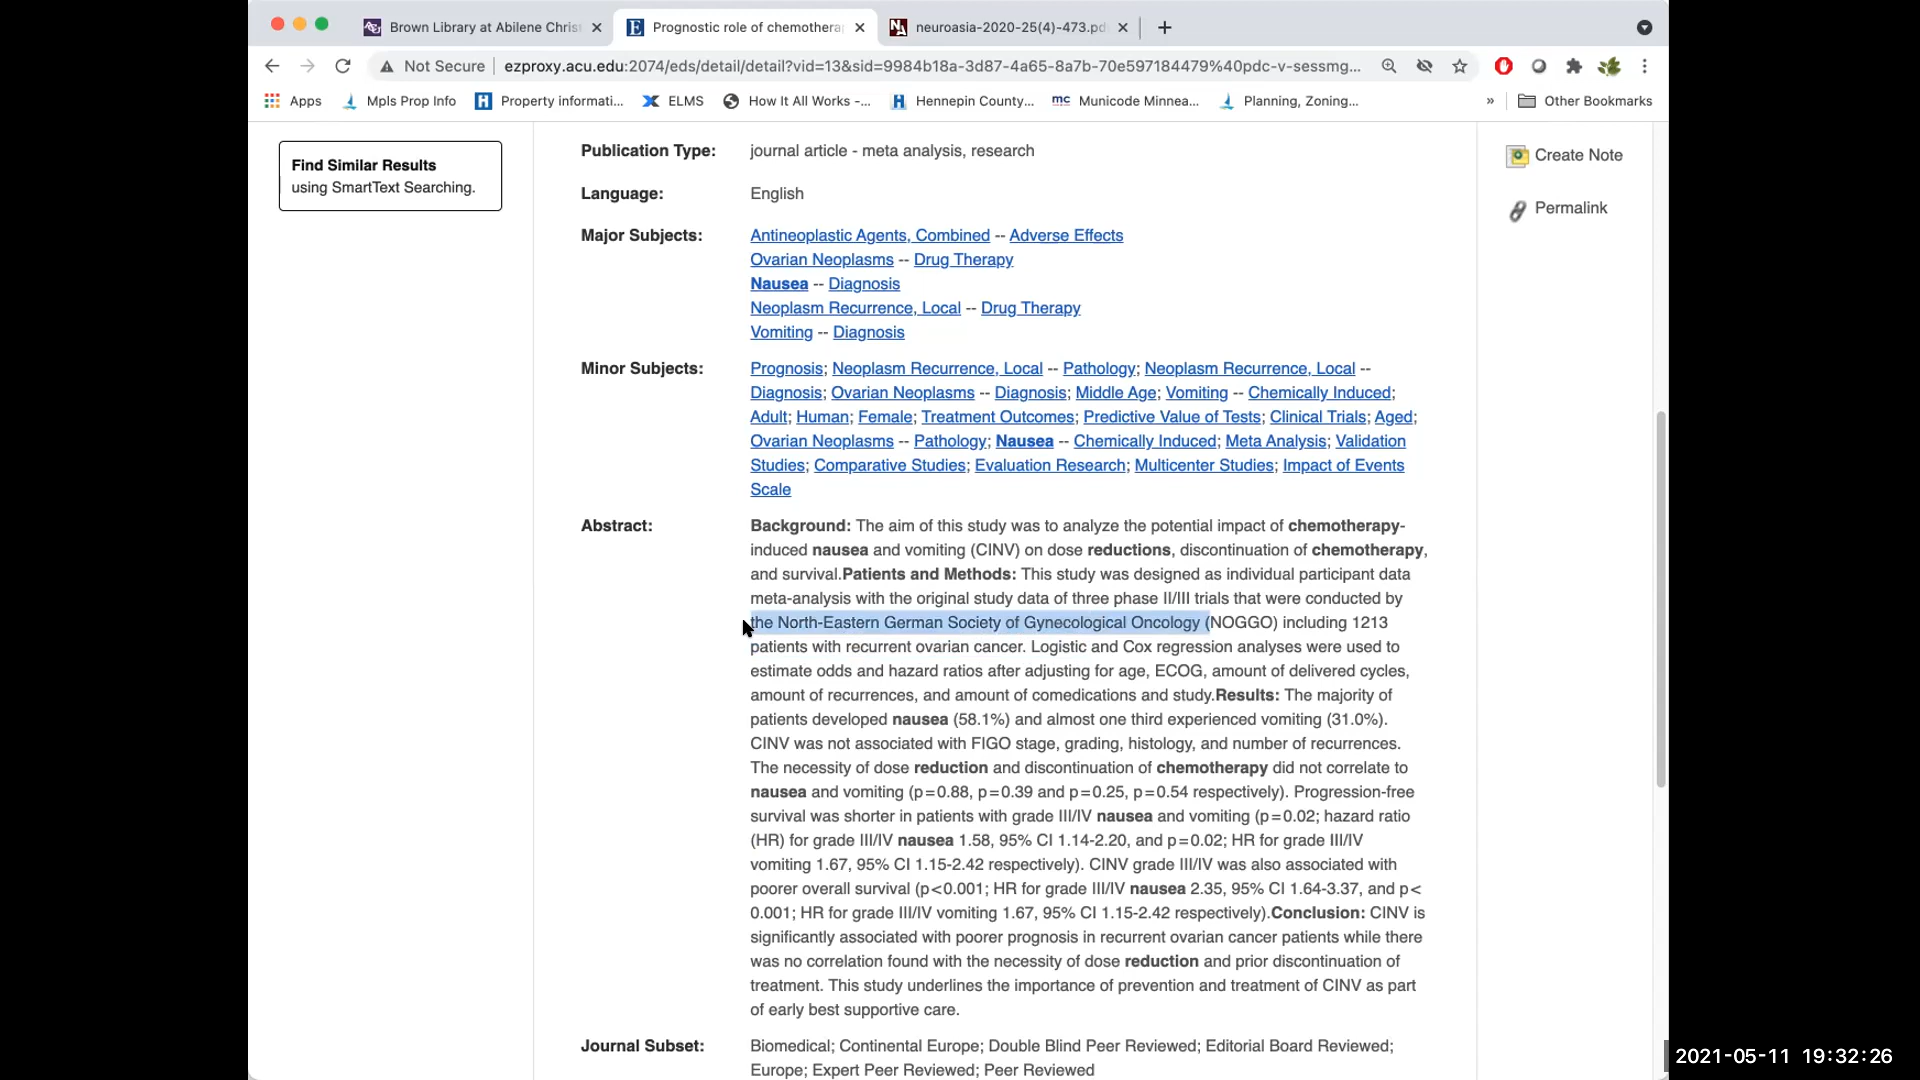 Brown Library at Abilene Christ
Prognostic role of chemothera
neuroasia-2020-25(4)-473.pd
Not Secure
ezproxy.acu.edu:2074/eds/detail/detail?vid=13&sid=9984b18a-3d87-4a65-8a7b-70e597184479%40pdc-v-sessmg...
Apps
Mpls Prop Info
Property informati...
ELMS
How It All Works -...
Hennepin County...
Municode Minnea...
Planning, Zoning...
»
Other Bookmarks
Find Similar Results
using SmartText Searching.
Publication Type: journal article - meta analysis, research
Language: English
Major Subjects: Antineoplastic Agents, Combined -- Adverse Effects
Ovarian Neoplasms -- Drug Therapy
Nausea -- Diagnosis
Neoplasm Recurrence, Local -- Drug Therapy
Vomiting -- Diagnosis
Minor Subjects: Prognosis; Neoplasm Recurrence, Local -- Pathology; Neoplasm Recurrence, Local --
Diagnosis; Ovarian Neoplasms -- Diagnosis; Middle Age; Vomiting -- Chemically Induced;
Adult; Human; Female; Treatment Outcomes; Predictive Value of Tests; Clinical Trials; Aged;
Ovarian Neoplasms -- Pathology; Nausea -- Chemically Induced; Meta Analysis; Validation
Studies; Comparative Studies; Evaluation Research; Multicenter Studies; Impact of Events
Scale
Abstract: Background: The aim of this study was to analyze the potential impact of chemotherapy-
induced nausea and vomiting (CINV) on dose reductions, discontinuation of chemotherapy,
and survival.Patients and Methods: This study was designed as individual participant data
meta-analysis with the original study data of three phase II/III trials that were conducted by
the North-Eastern German Society of Gynecological Oncology (NOGGO) including 1213
patients with recurrent ovarian cancer. Logistic and Cox regression analyses were used to
estimate odds and hazard ratios after adjusting for age, ECOG, amount of delivered cycles,
amount of recurrences, and amount of comedications and study.Results: The majority of
patients developed nausea (58.1%) and almost one third experienced vomiting (31.0%).
CINV was not associated with FIGO stage, grading, histology, and number of recurrences.
The necessity of dose reduction and discontinuation of chemotherapy did not correlate to
nausea and vomiting (p=0.88, p=0.39 and p=0.25, p=0.54 respectively). Progression-free
survival was shorter in patients with grade III/IV nausea and vomiting (p=0.02; hazard ratio
(HR) for grade III/IV nausea 1.58, 95% CI 1.14-2.20, and p=0.02; HR for grade III/IV
vomiting 1.67, 95% CI 1.15-2.42 respectively). CINV grade III/IV was also associated with
poorer overall survival (p<0.001; HR for grade III/IV nausea 2.35, 95% CI 1.64-3.37, and p<
0.001; HR for grade III/IV vomiting 1.67, 95% CI 1.15-2.42 respectively).Conclusion: CINV is
significantly associated with poorer prognosis in recurrent ovarian cancer patients while there
was no correlation found with the necessity of dose reduction and prior discontinuation of
treatment. This study underlines the importance of prevention and treatment of CINV as part
of early best supportive care.
Journal Subset: Biomedical; Continental Europe; Double Blind Peer Reviewed; Editorial Board Reviewed;
Europe; Expert Peer Reviewed; Peer Reviewed
Create Note
Permalink
2021-05-11 19:32:26